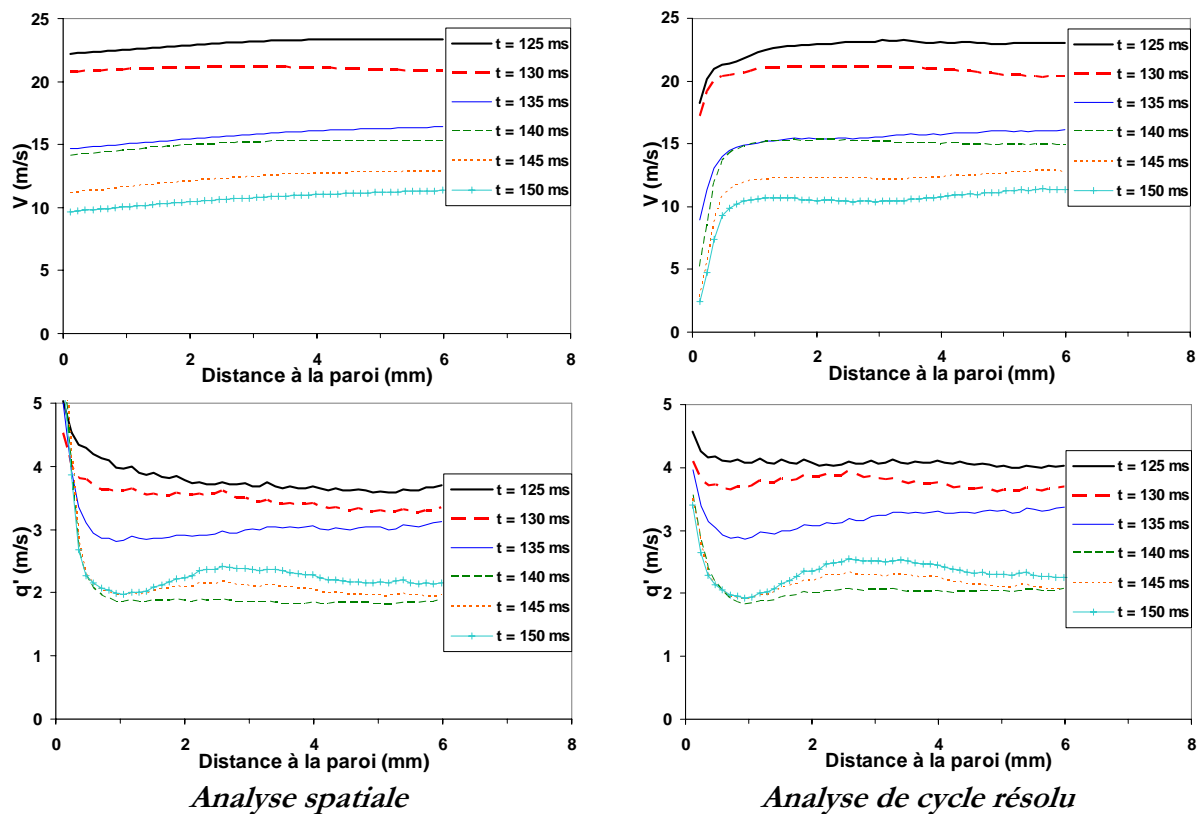 25
20
15
10
5
0
V (m/s)
0 2 4 6 8
Distance à la paroi (mm)
t = 125 ms
t = 130 ms
t = 135 ms
t = 140 ms
t = 145 ms
t = 150 ms
25
20
15
10
5
0
V (m/s)
0 2 4 6 8
Distance à la paroi (mm)
t = 125 ms
t = 130 ms
t = 135 ms
t = 140 ms
t = 145 ms
t = 150 ms
5
4
3
2
1
0
q' (m/s)
0 2 4 6 8
Distance à la paroi (mm)
t = 125 ms
t = 130 ms
t = 135 ms
t = 140 ms
t = 145 ms
t = 150 ms
5
4
3
2
1
0
q' (m/s)
0 2 4 6 8
Distance à la paroi (mm)
t = 125 ms
t = 130 ms
t = 135 ms
t = 140 ms
t = 145 ms
t = 150 ms
Analyse spatiale
Analyse de cycle résolu